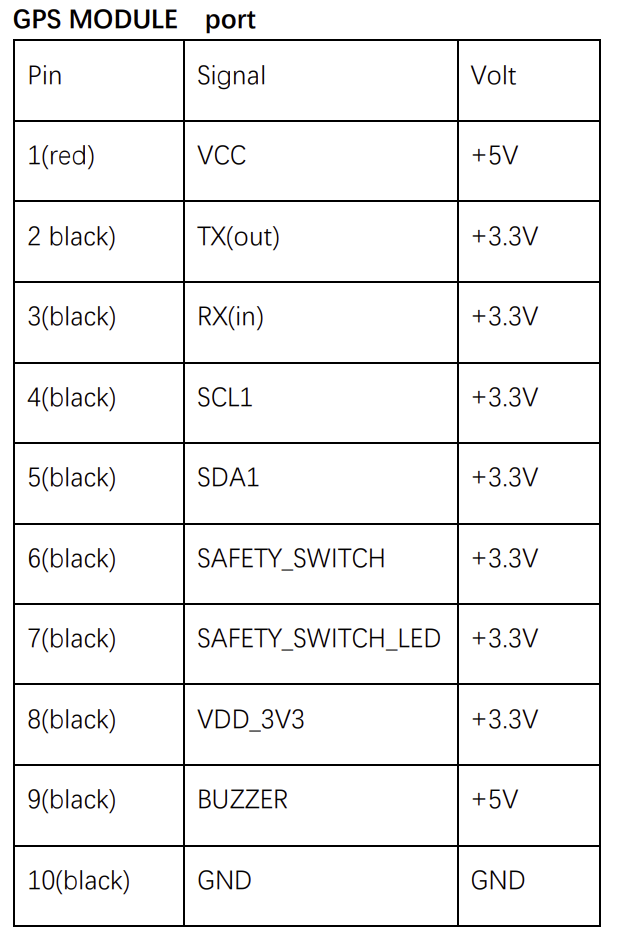 GPS MODULE port
Pin Signal Volt
1(red) VCC +5V
2 black) TX(out) +3.3V
3(black) RX(in) +3.3V
4(black) SCL1 +3.3V
5(black) SDA1 +3.3V
6(black) SAFETY_SWITCH +3.3V
7(black) SAFETY_SWITCH_LED +3.3V
8(black) VDD_3V3 +3.3V
9(black) BUZZER +5V
10(black) GND GND